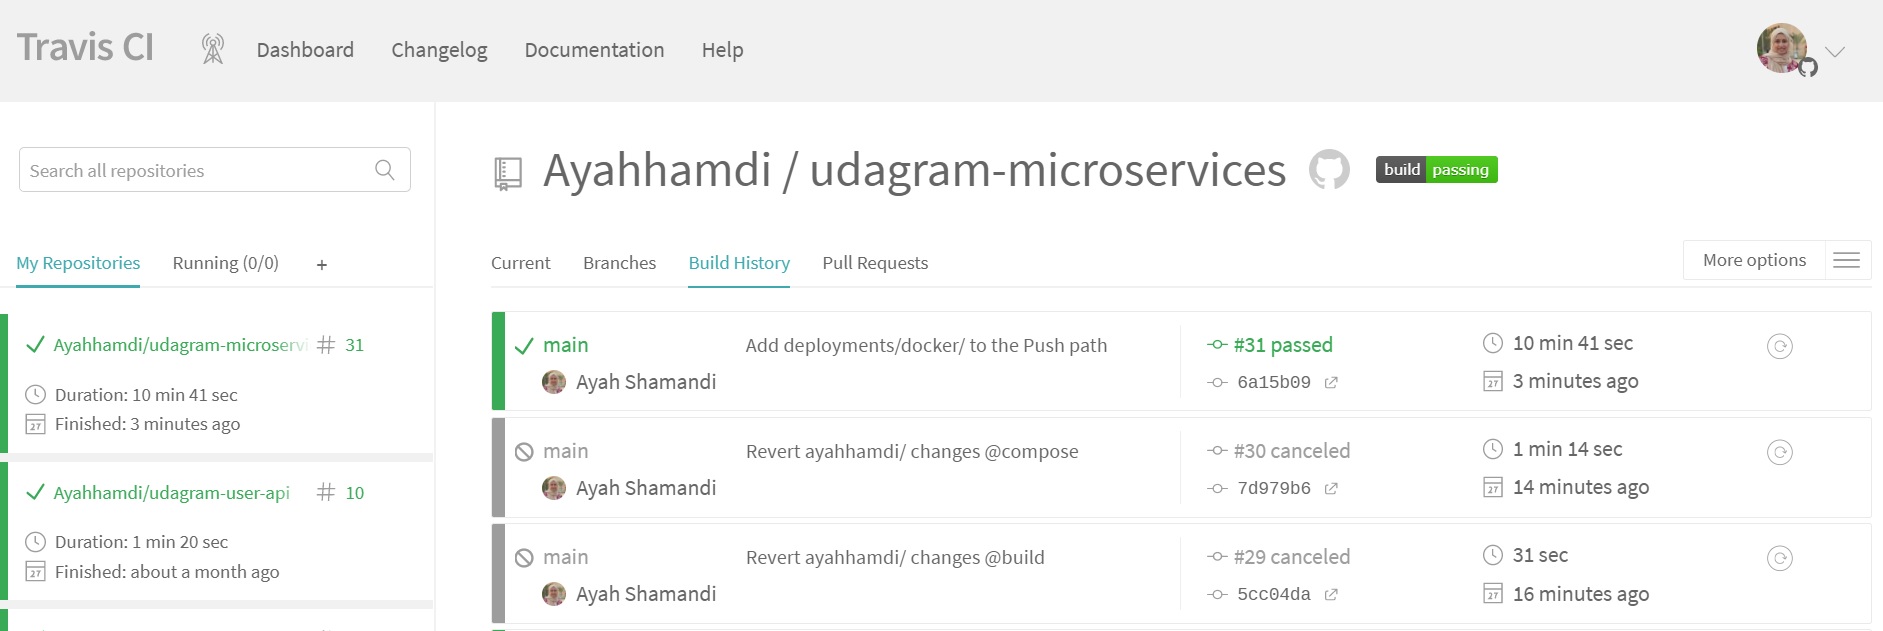 Travis CI
Dashboard
Changelog
Documentation
Help
Search all repositories
My Repositories
Running (0/0)
+
Ayahhamdi/udagram-microservi
# 31
Duration: 10 min 41 sec
27 Finished: 3 minutes ago
Ayahhamdi/udagram-user-api
# 10
Duration: 1 min 20 sec
27 Finished: about a month ago
Ayahhamdi / udagram-microservices
build passing
Current
Branches
Build History
Pull Requests
More options
main
Add deployments/docker/ to the Push path
#31 passed
10 min 41 sec
Ayah Shamandi
6a15b09
27 3 minutes ago
main
Revert ayahhamdi/ changes @compose
#30 canceled
1 min 14 sec
Ayah Shamandi
7d979b6
27 14 minutes ago
main
Revert ayahhamdi/ changes @build
#29 canceled
31 sec
Ayah Shamandi
5cc04da
27 16 minutes ago